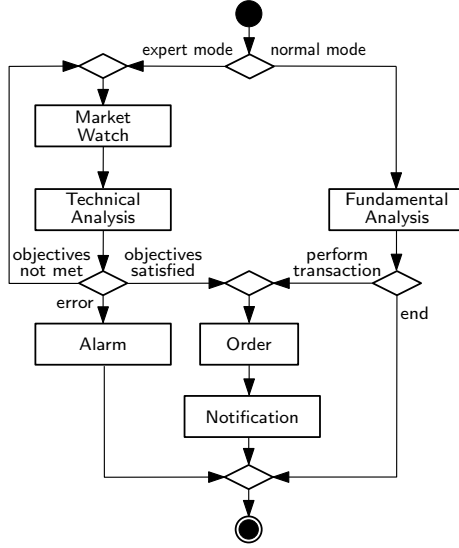 expert mode
normal mode
Market
Watch
Technical
Analysis
Fundamental
Analysis
objectives
not met
objectives
satisfied
perform
transaction
error
end
Alarm
Order
Notification